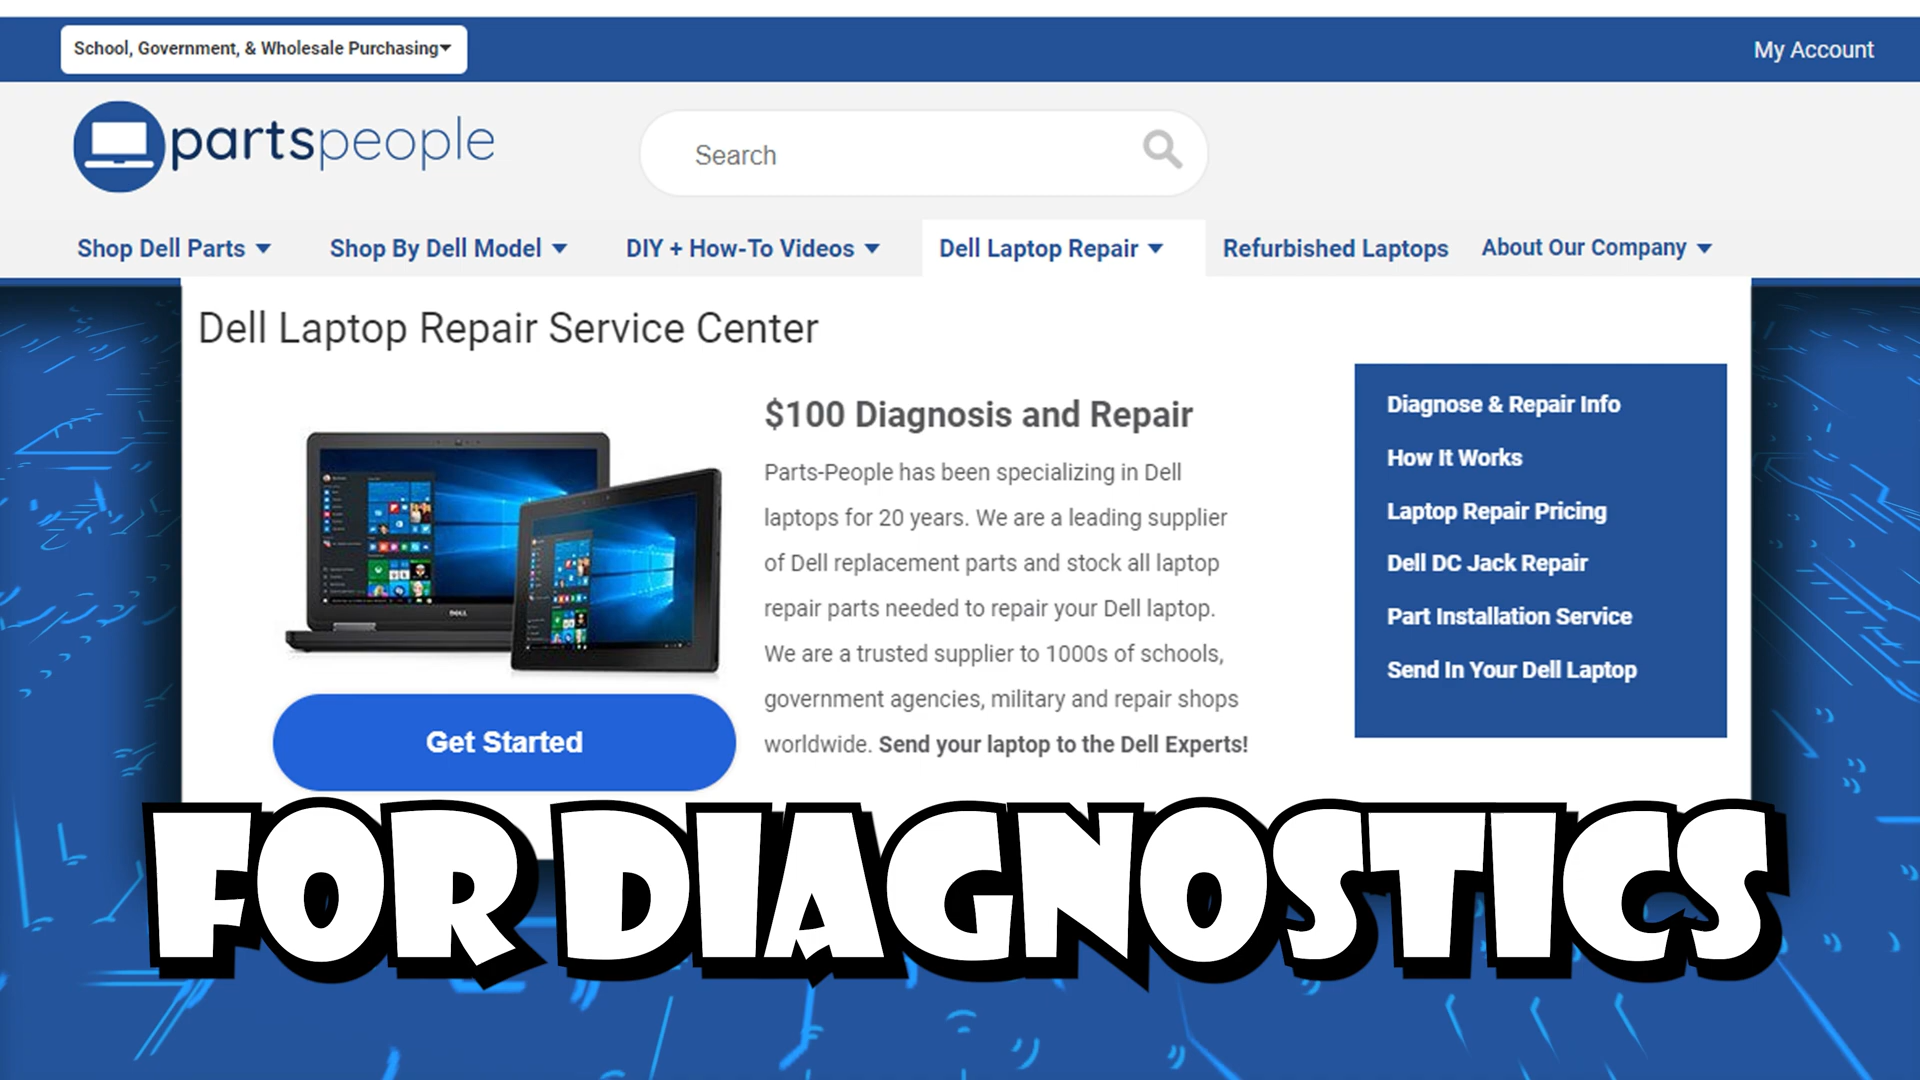 School, Government, & Wholesale Purchasing
My Account
partspeople
Search
Shop Dell Parts
Shop By Dell Model
DIY + How-To Videos
Dell Laptop Repair
Refurbished Laptops
About Our Company
Dell Laptop Repair Service Center
$100 Diagnosis and Repair
Parts-People has been specializing in Dell
laptops for 20 years. We are a leading supplier
of Dell replacement parts and stock all laptop
repair parts needed to repair your Dell laptop.
We are a trusted supplier to 1000s of schools,
government agencies, military and repair shops
worldwide. Send your laptop to the Dell Experts!
DELL
Get Started
Diagnose & Repair Info
How It Works
Laptop Repair Pricing
Dell DC Jack Repair
Part Installation Service
Send In Your Dell Laptop
FOR DIAGNOSTICS